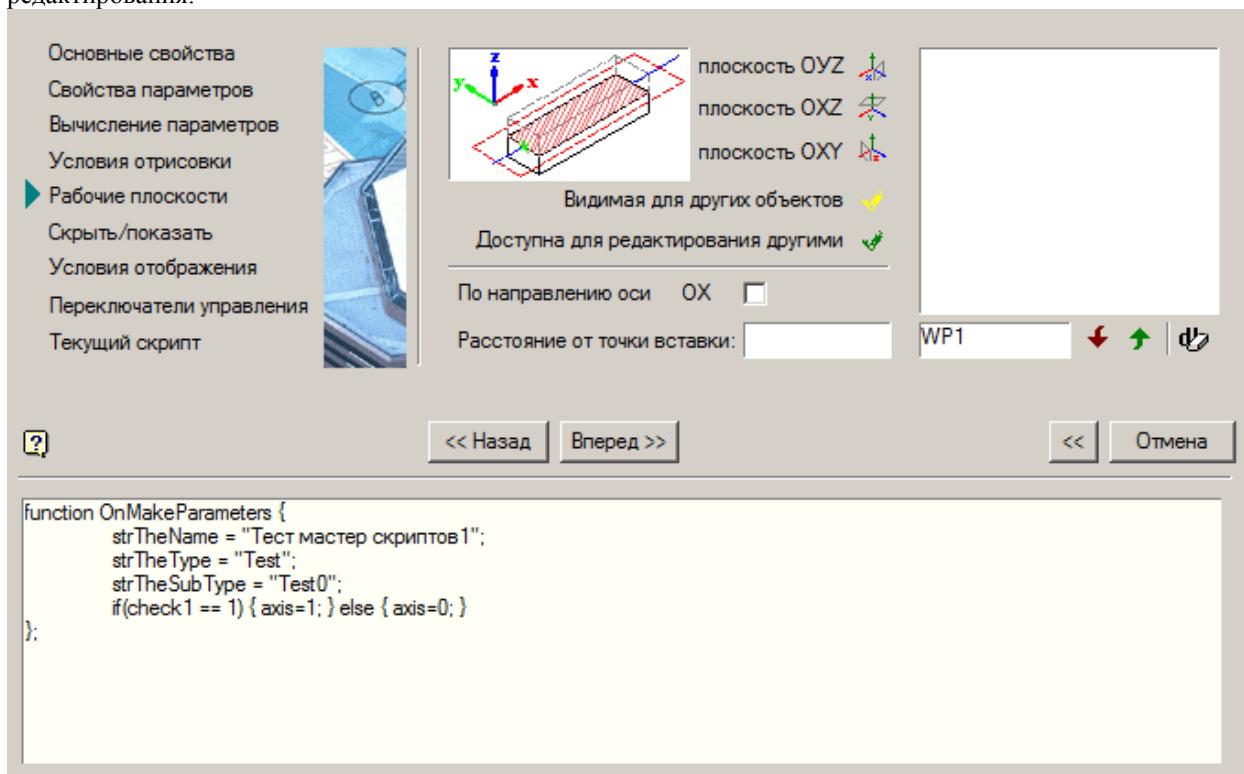 редактирования.
Основные свойства
Свойства параметров
Вычисление параметров
Условия отрисовки
Рабочие плоскости
Скрыть/показать
Условия отображения
Переключатели управления
Текущий скрипт
B
z
y
x
плоскость ОУZ
плоскость OXZ
плоскость OXY
Видимая для других объектов
Доступна для редактирования другими
По направлению оси OX
Расстояние от точки вставки:
WP1
<< Назад
Вперед >>
<<
Отмена
function OnMakeParameters {
strTheName = "Тест мастер скриптов1";
strTheType = "Test";
strTheSubType = "Test0";
if(check1 == 1) { axis=1; } else { axis=0; }
};